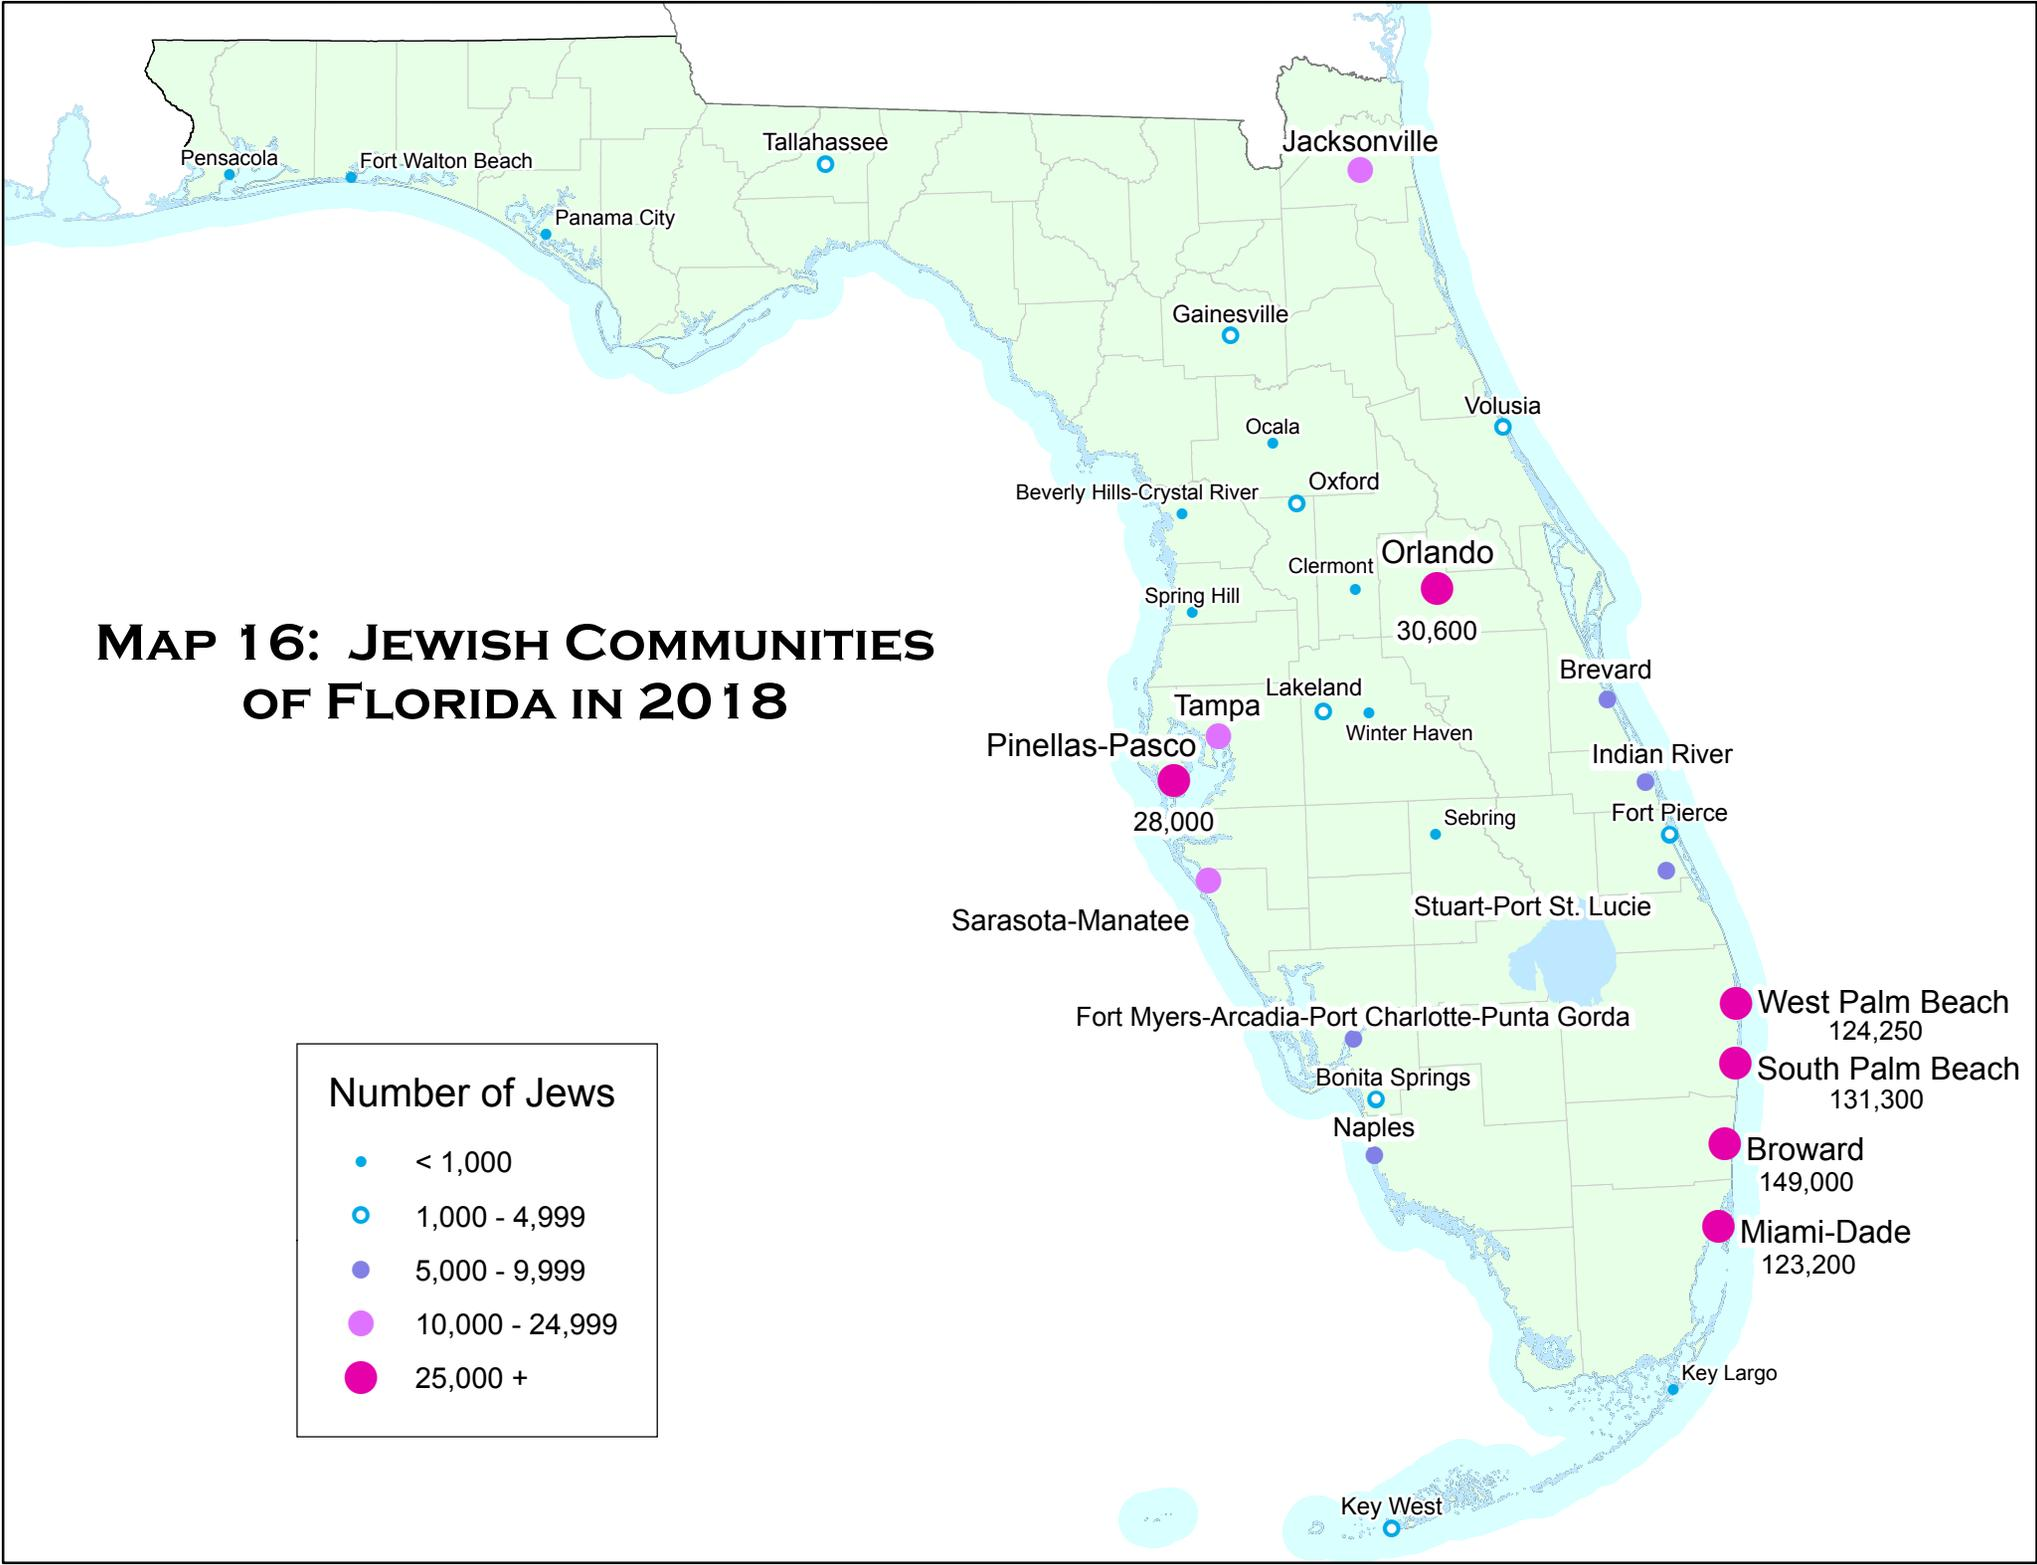 Jacksonville
Tallahassee
Pensacola
Fort Walton Beach
Panama City
Gainesville
Volusia
Ocala
Oxford
Beverly Hills-Crystal River
Orlando
30,600
Clermont
Spring Hill
MAP 16: JEWISH COMMUNITIES
OF FLORIDA IN 2018
Brevard
Lakeland
Tampa
Winter Haven
Pinellas-Pasco
28,000
Indian River
Fort Pierce
Sebring
Stuart-Port St. Lucie
Sarasota-Manatee
West Palm Beach
124,250
Fort Myers-Arcadia-Port Charlotte-Punta Gorda
South Palm Beach
131,300
Bonita Springs
Naples
Broward
149,000
Miami-Dade
123,200
Key Largo
Key West
Number of Jews
< 1,000
1,000 - 4,999
5,000 - 9,999
10,000 - 24,999
25,000 +